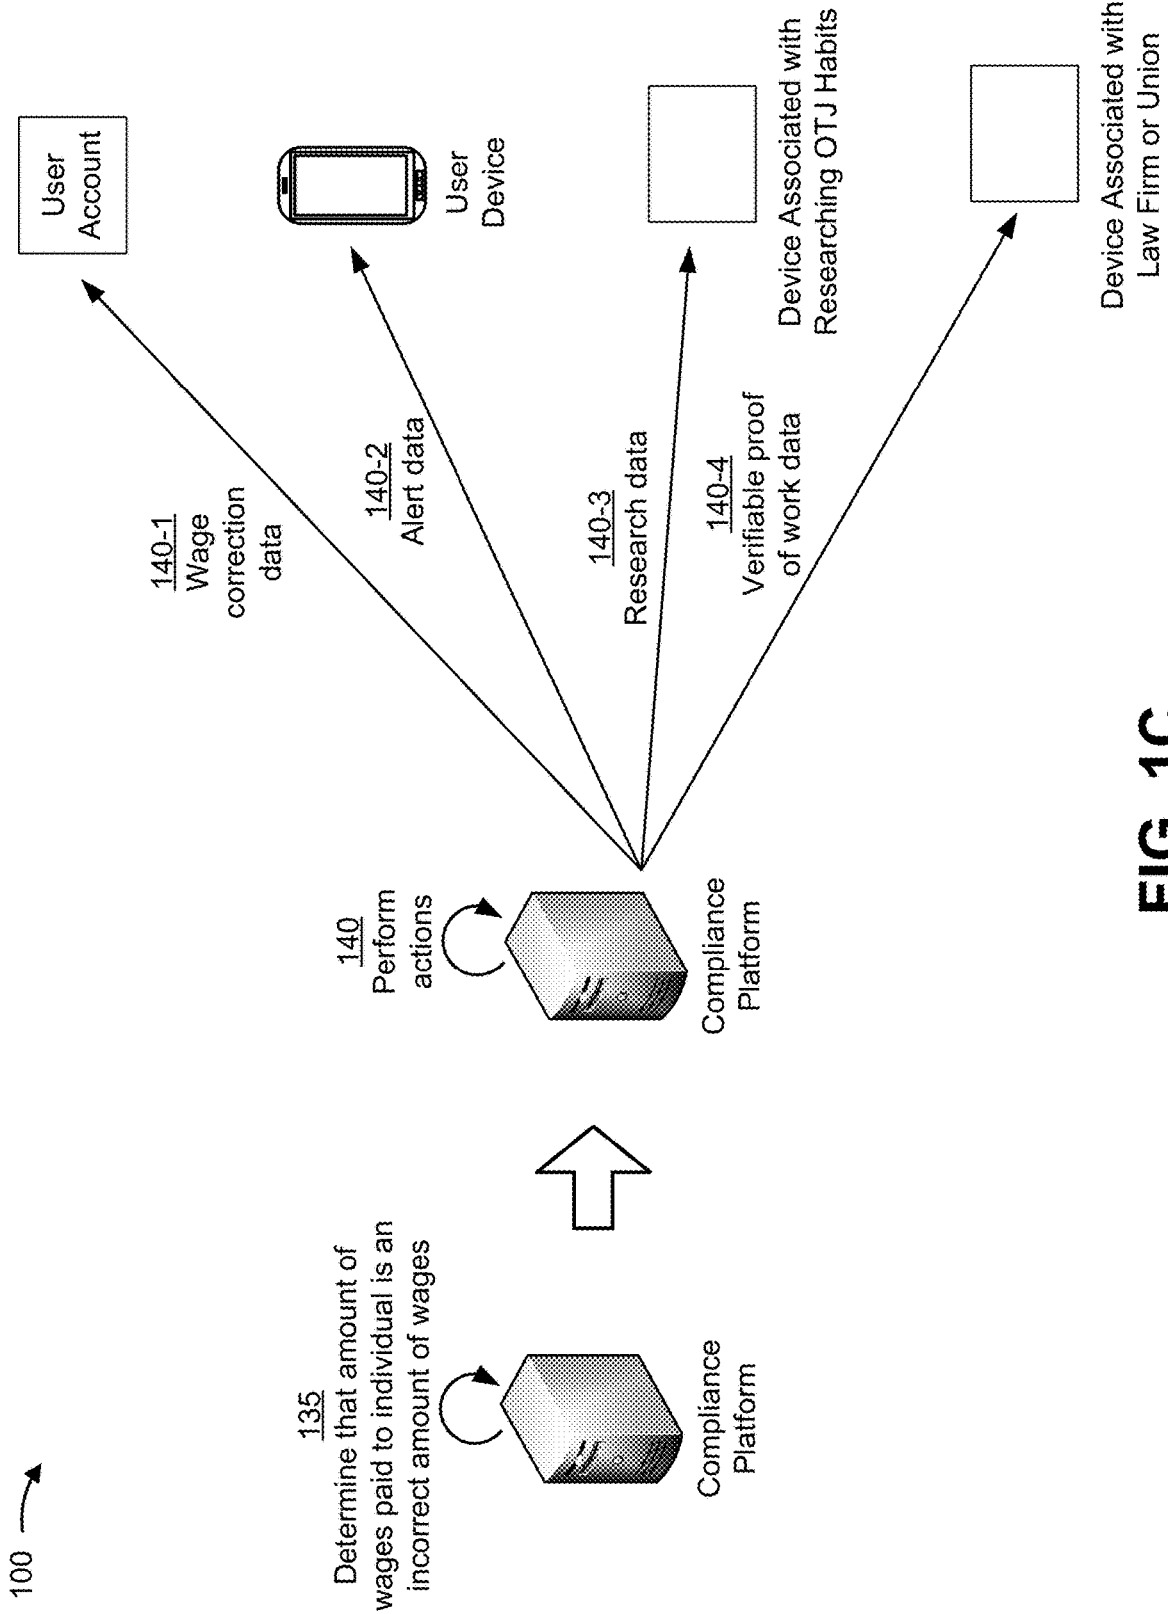 100
135
Determine that amount of
wages paid to individual is an
incorrect amount of wages
Compliance
Platform
140
Perform
actions
Compliance
Platform
140-1
Wage
correction
data
140-2
Alert data
140-3
Research data
140-4
Verifiable proof
of work data
User
Account
User
Device
Device Associated with
Researching OTJ Habits
Device Associated with
Law Firm or Union
FIG. 1C